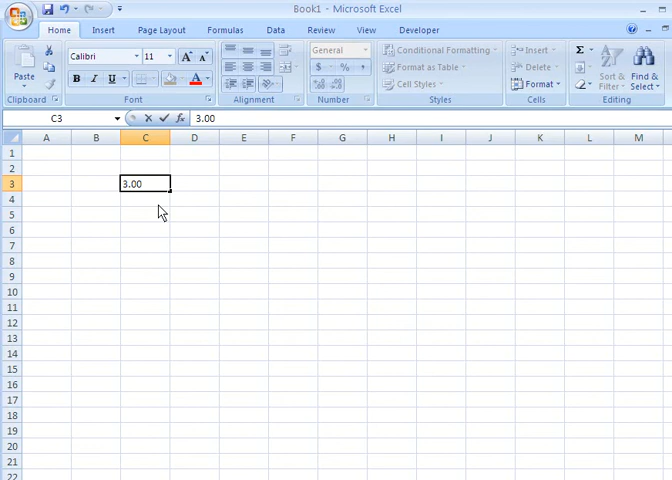 Book1 - Microsoft Excel
Home Insert Page Layout Formulas Data Review View Developer
Calibri 11 A A General Conditional Formatting Insert Σ
Paste B I U A $ % , Format as Table Delete Sort & Filter Find & Select
Cell Styles Format
Clipboard Font Alignment Number Styles Cells Editing
C3 fx 3.00
A B C D E F G H I J K L M
1
2
3 3.00
4
5
6
7
8
9
10
11
12
13
14
15
16
17
18
19
20
21
22